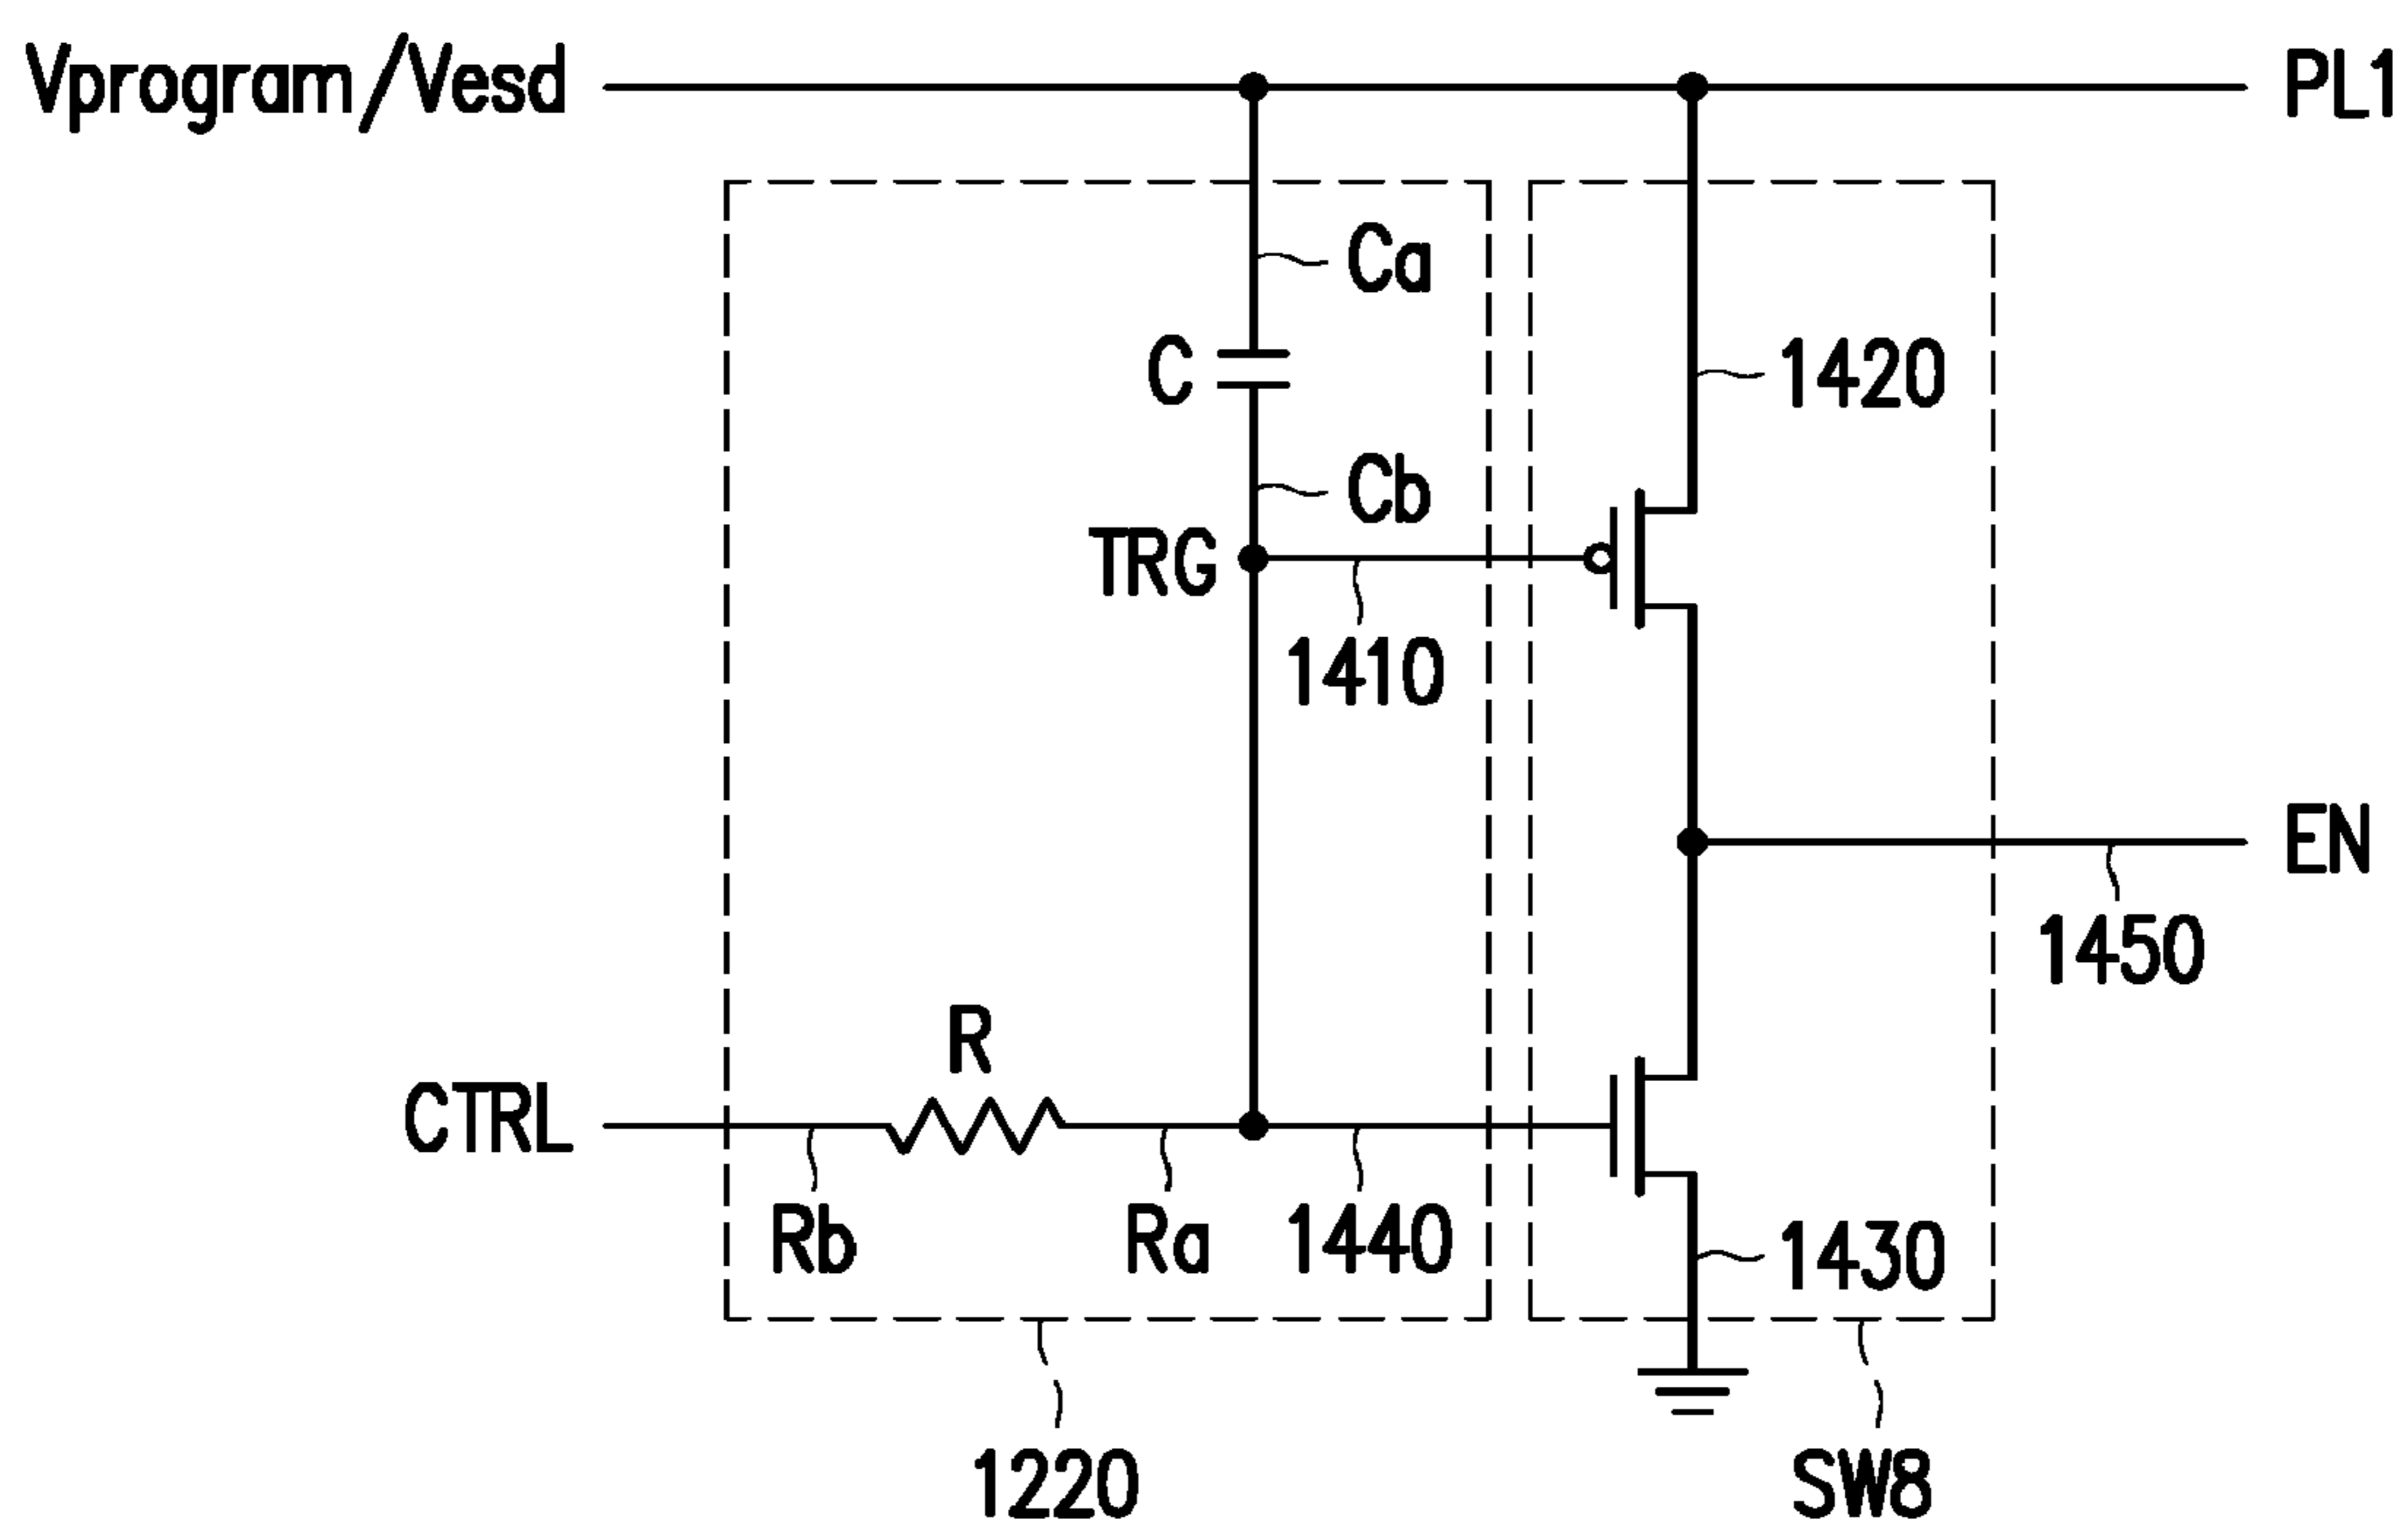 Vprogram/Vesd
PL1
Ca
C
1420
Cb
TRG
1410
EN
1450
R
CTRL
Rb
Ra
1440
1430
1220
SW8